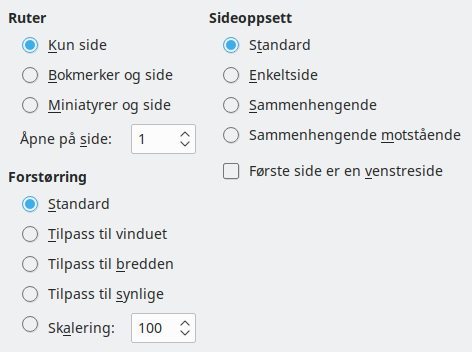 Ruter
Kun side
Bokmerker og side
Miniatyrer og side
Åpne på side: 1
Forstørring
Standard
Tilpass til vinduet
Tilpass til bredden
Tilpass til synlige
Skalering: 100
Sideoppsett
Standard
Enkeltside
Sammenhengende
Sammenhengende motstående
Første side er en venstreside